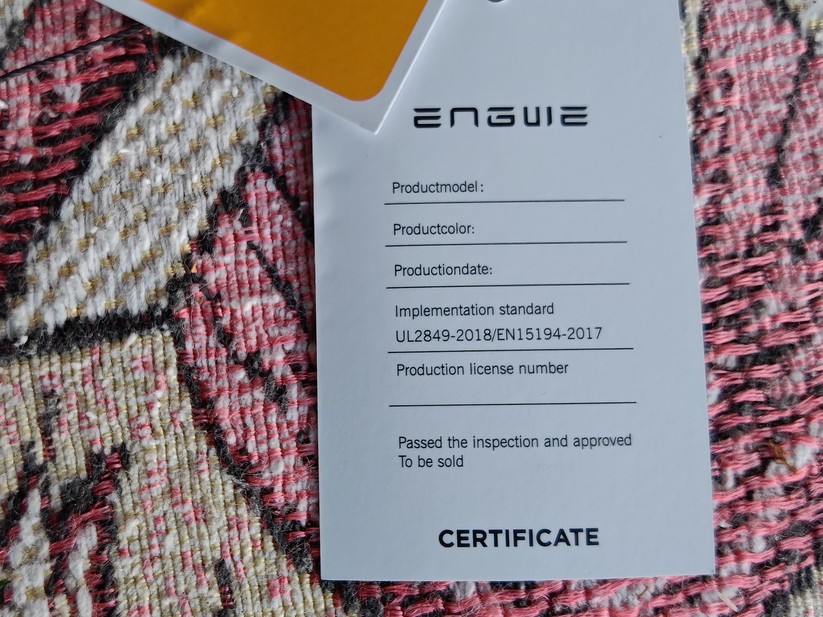 ENGWE
Productmodel:
Productcolor:
Productiondate:
Implementation standard
UL2849-2018/EN15194-2017
Production license number
Passed the inspection and approved
To be sold
CERTIFICATE